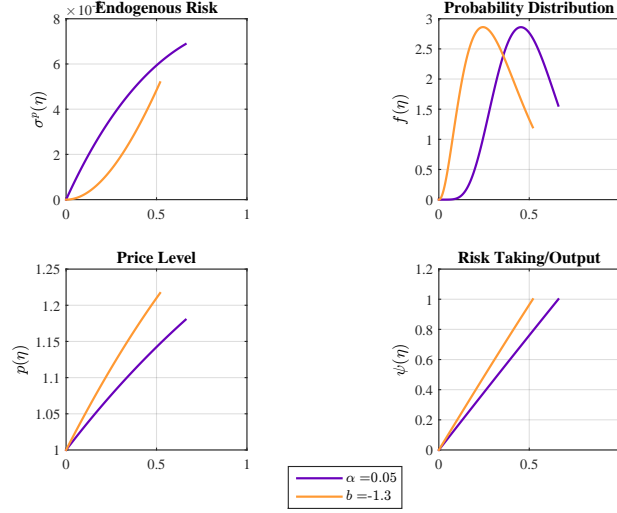 Endogenous Risk
×10⁻
8
6
4
2
0
0 0.5 1
σᵖ(η)
Probability Distribution
3
2.5
2
1.5
1
0.5
0
0 0.5
f(η)
Price Level
1.25
1.2
1.15
1.1
1.05
1
0 0.5 1
p(η)
Risk Taking/Output
1.2
1
0.8
0.6
0.4
0.2
0
0 0.5
ψ(η)
α =0.05
b =-1.3